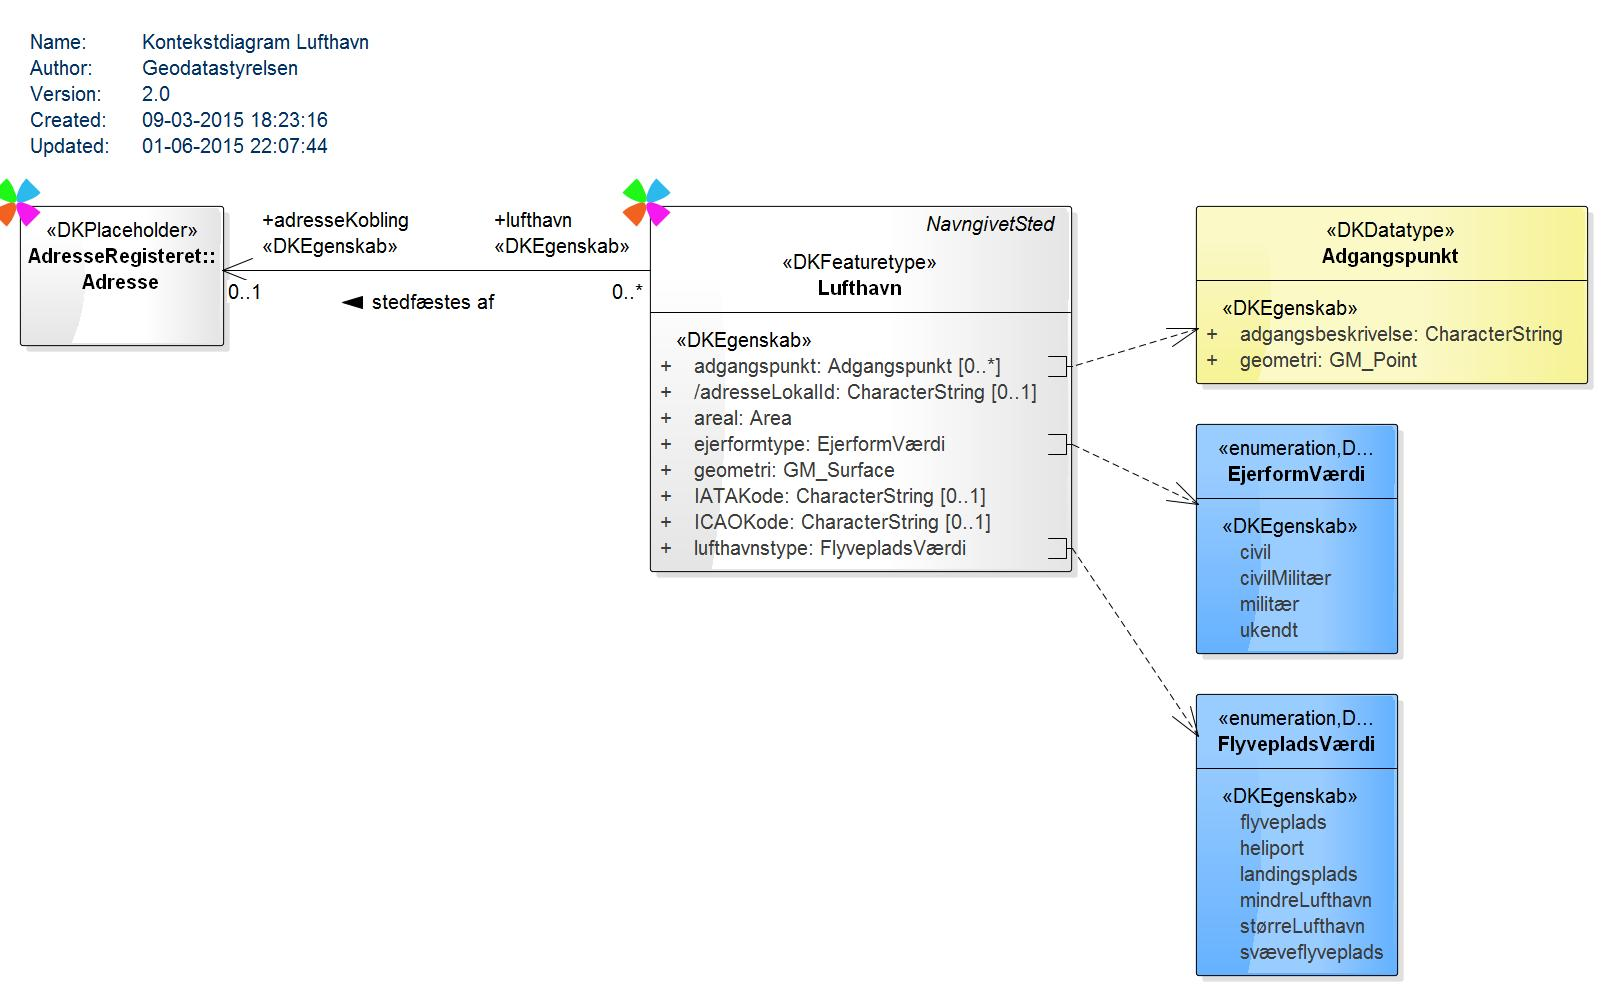 Name: Kontekstdiagram Lufthavn
Author: Geodatastyrelsen
Version: 2.0
Created: 09-03-2015 18:23:16
Updated: 01-06-2015 22:07:44
«DKPlaceholder»
AdresseRegisteret::
Adresse
+adresseKobling
«DKEgenskab»
0..1
stedfæstes af
+lufthavn
«DKEgenskab»
0..*
NavngivetSted
«DKFeaturetype»
Lufthavn
«DKEgenskab»
+ adgangspunkt: Adgangspunkt [0..*]
+ /adresseLokalId: CharacterString [0..1]
+ areal: Area
+ ejerformtype: EjerformVærdi
+ geometri: GM_Surface
+ IATAKode: CharacterString [0..1]
+ ICAOKode: CharacterString [0..1]
+ lufthavnstype: FlyvepladsVærdi
«DKDatatype»
Adgangspunkt
«DKEgenskab»
+ adgangsbeskrivelse: CharacterString
+ geometri: GM_Point
«enumeration,D...
EjerformVærdi
«DKEgenskab»
civil
civilMilitær
militær
ukendt
«enumeration,D...
FlyvepladsVærdi
«DKEgenskab»
flyveplads
heliport
landingsplads
mindreLufthavn
størreLufthavn
svæveflyveplads